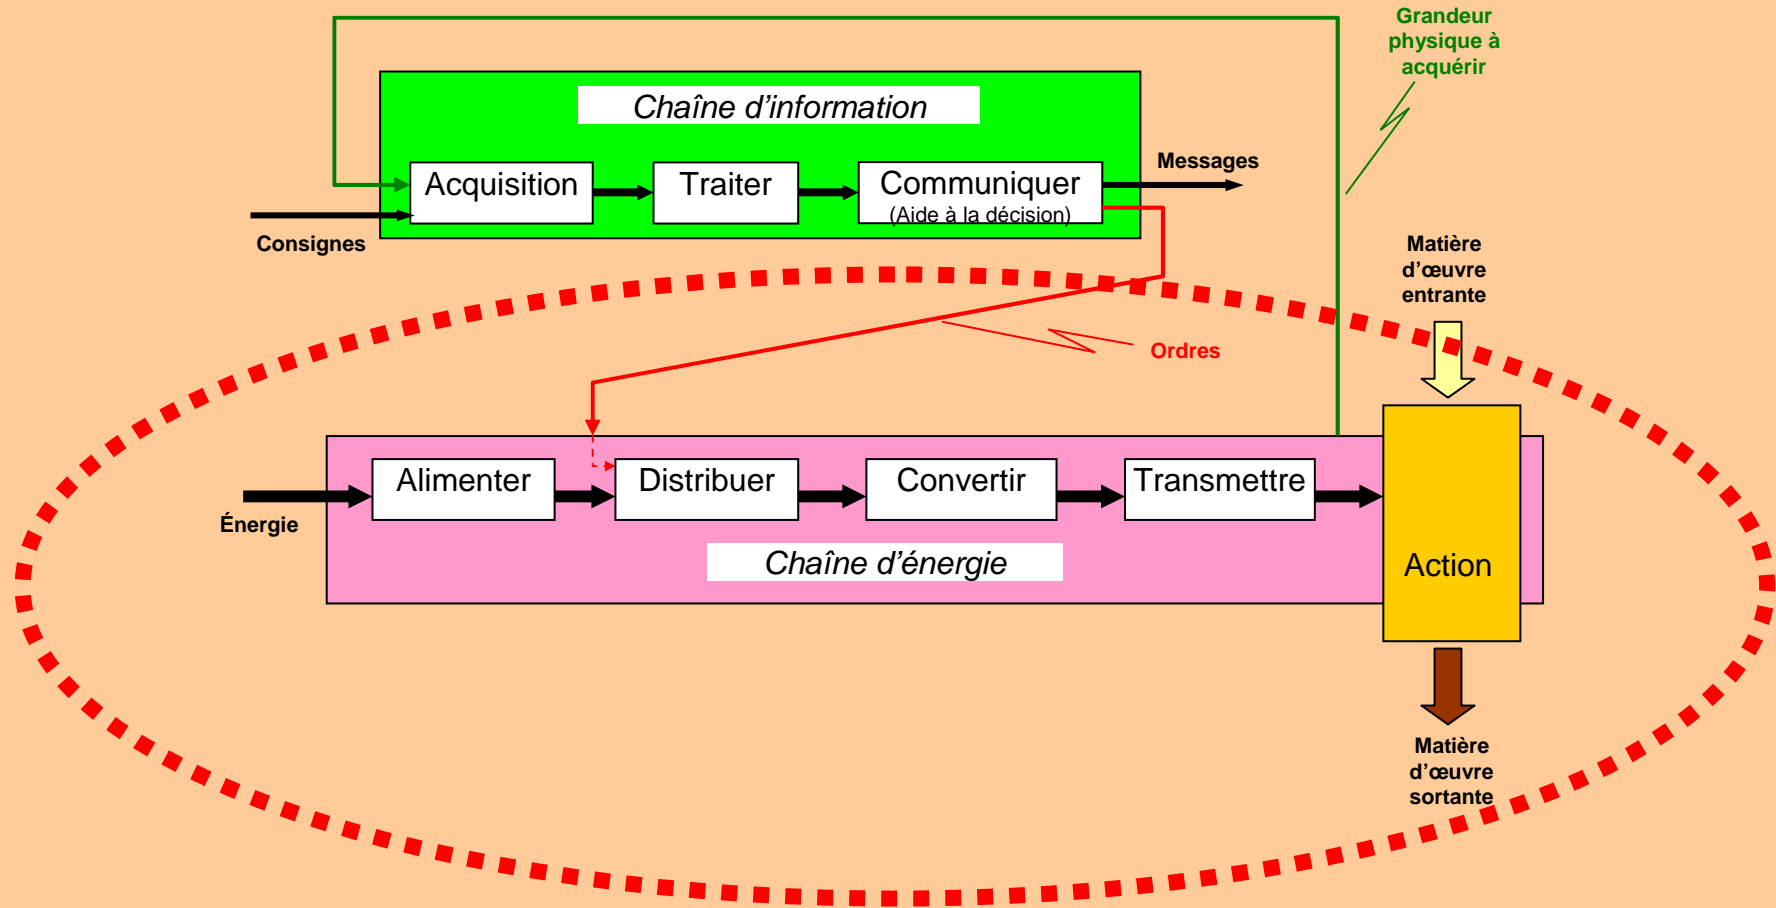 Grandeur
physique à
acquérir
Chaîne d’information
Acquisition
Traiter
Communiquer
(Aide à la décision)
Messages
Consignes
Matière
d’œuvre
entrante
Ordres
Alimenter
Distribuer
Convertir
Transmettre
Énergie
Chaîne d’énergie
Action
Matière
d’œuvre
sortante